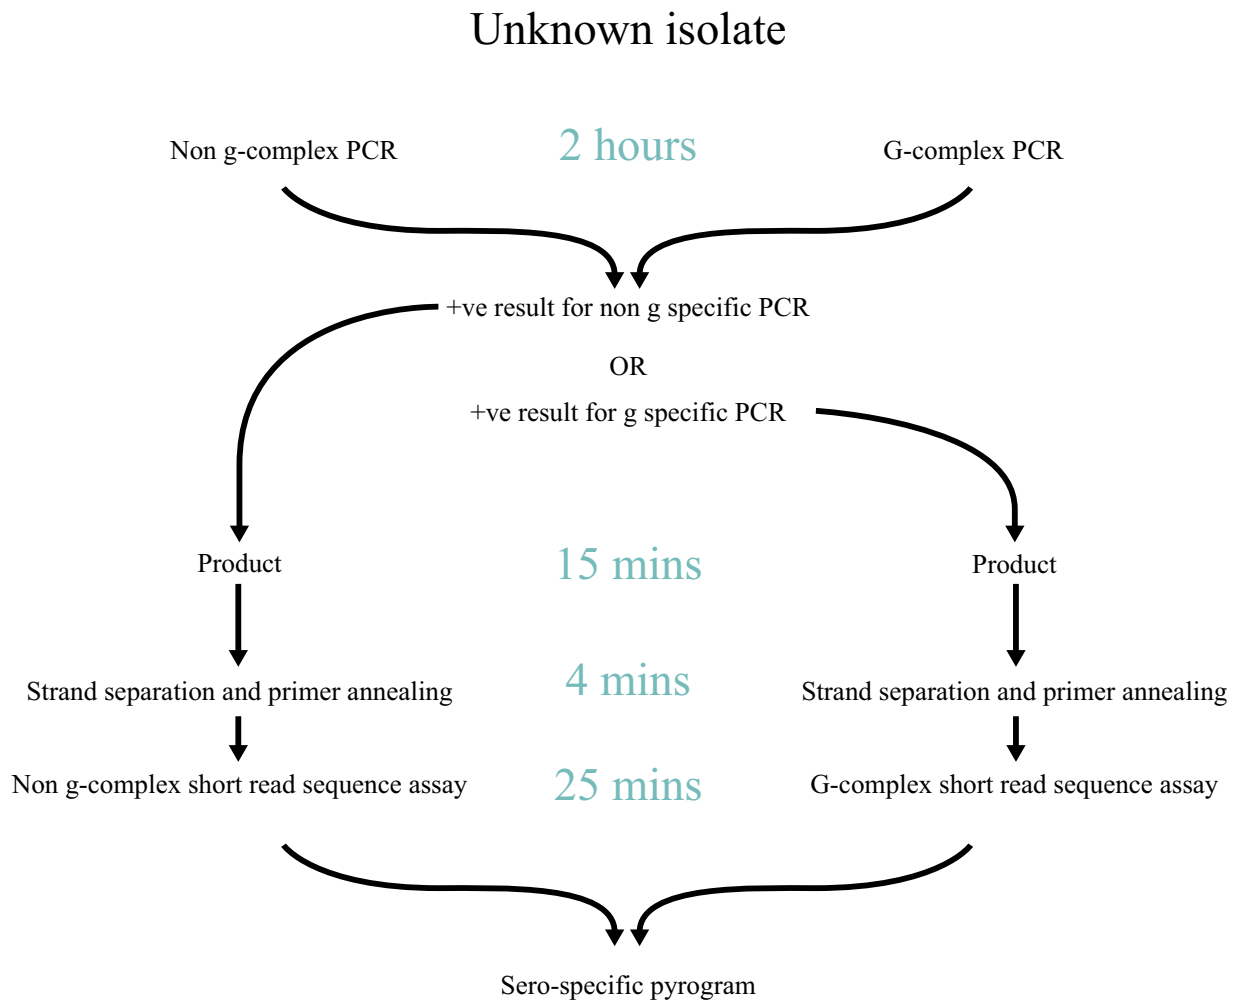 Unknown isolate
Non g-complex PCR
2 hours
G-complex PCR
+ve result for non g specific PCR
OR
+ve result for g specific PCR
Product
15 mins
Product
Strand separation and primer annealing
4 mins
Strand separation and primer annealing
Non g-complex short read sequence assay
25 mins
G-complex short read sequence assay
Sero-specific pyrogram